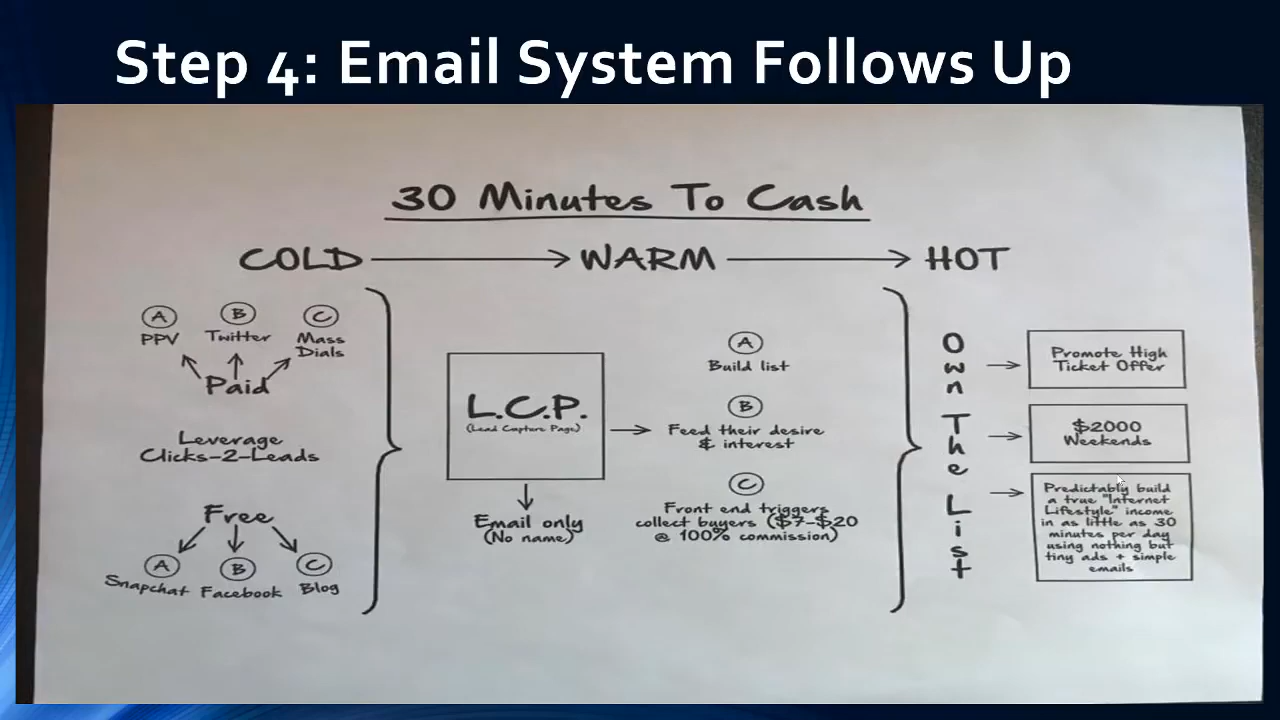 Step 4: Email System Follows Up
30 Minutes To Cash
COLD
WARM
HOT
A
B
C
PPV
Twitter
Mass
Dials
Paid
Leverage
Clicks-2-Leads
Free
A
B
C
Snapchat
Facebook
Blog
L.C.P.
(Lead Capture Page)
Email only
(No name)
A
Build list
B
Feed their desire
& interest
C
Front end triggers
collect buyers ($7-$20
@ 100% commission)
Own The List
Promote High
Ticket Offer
$2000
Weekends
Predictably build
a true "Internet
Lifestyle" income
in as little as 30
minutes per day
using nothing but
tiny ads + simple
emails